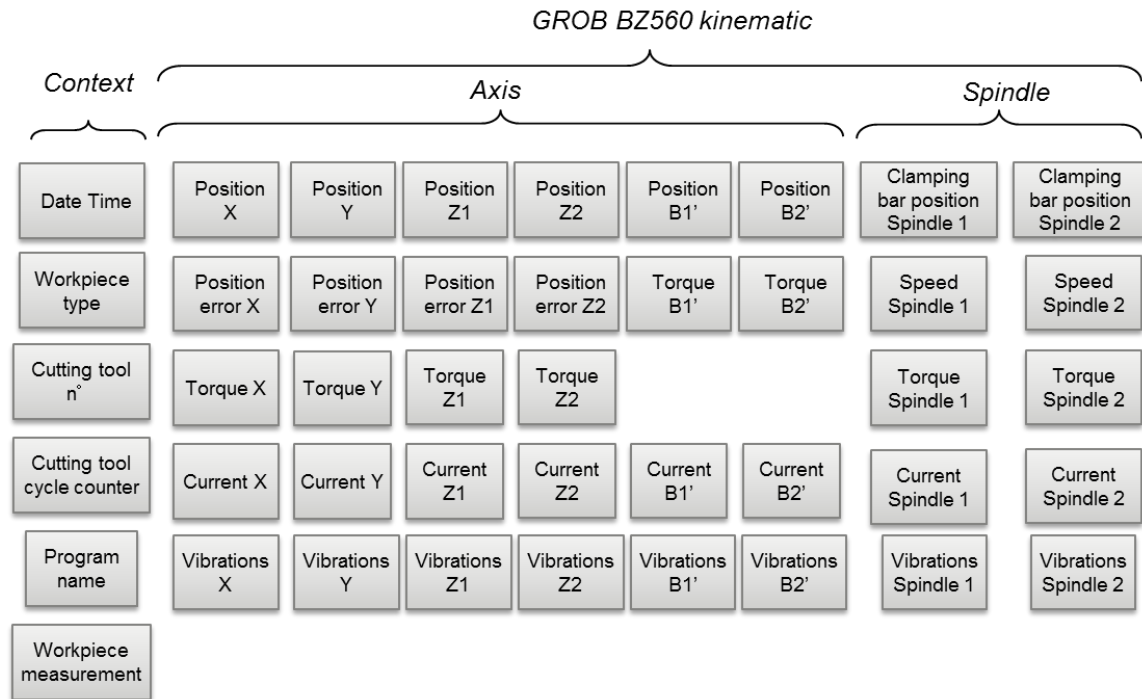 GROB BZ560 kinematic
Context
Axis
Spindle
Date Time
Position
X
Position
Y
Position
Z1
Position
Z2
Position
B1’
Position
B2’
Clamping
bar position
Spindle 1
Clamping
bar position
Spindle 2
Workpiece
type
Position
error X
Position
error Y
Position
error Z1
Position
error Z2
Torque
B1’
Torque
B2’
Speed
Spindle 1
Speed
Spindle 2
Cutting tool
n°
Torque X
Torque Y
Torque
Z1
Torque
Z2
Torque
Spindle 1
Torque
Spindle 2
Cutting tool
cycle counter
Current X
Current Y
Current
Z1
Current
Z2
Current
B1’
Current
B2’
Current
Spindle 1
Current
Spindle 2
Program
name
Vibrations
X
Vibrations
Y
Vibrations
Z1
Vibrations
Z2
Vibrations
B1’
Vibrations
B2’
Vibrations
Spindle 1
Vibrations
Spindle 2
Workpiece
measurement